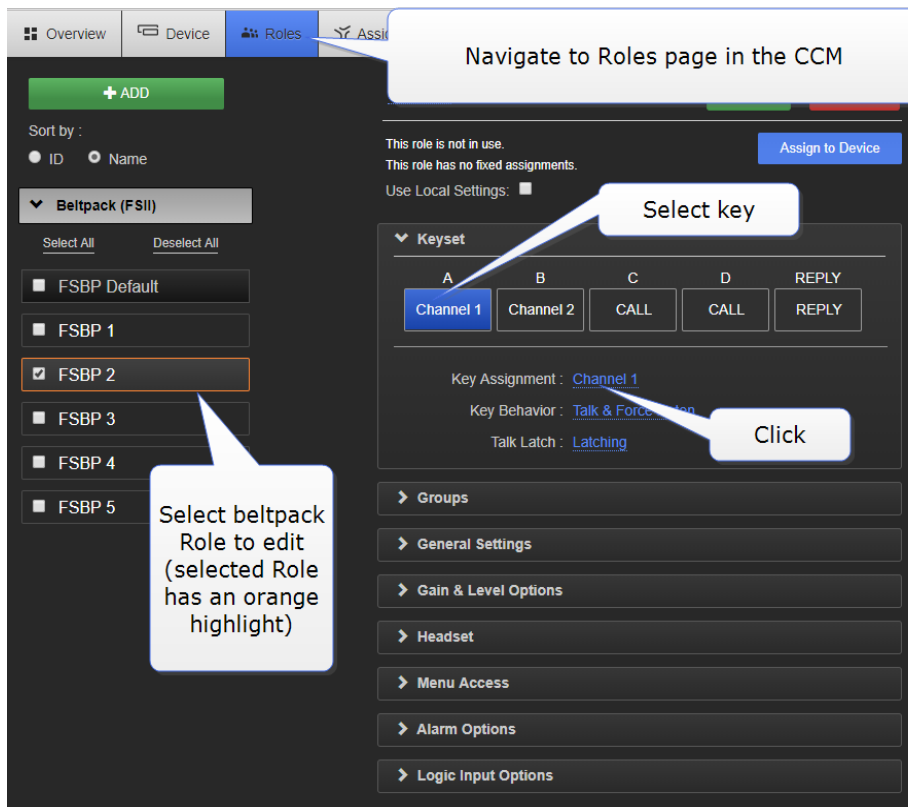 Overview
Device
Roles
Navigate to Roles page in the CCM
+ ADD
Sort by :
ID
Name
Beltpack (FSII)
Select All
Deselect All
FSBP Default
FSBP 1
FSBP 2
FSBP 3
FSBP 4
FSBP 5
Select beltpack
Role to edit
(selected Role
has an orange
highlight)
This role is not in use.
This role has no fixed assignments.
Assign to Device
Use Local Settings:
Select key
Keyset
A B C D REPLY
Channel 1 Channel 2 CALL CALL REPLY
Key Assignment : Channel 1
Key Behavior : Talk & Force
Talk Latch : Latching
Click
Groups
General Settings
Gain & Level Options
Headset
Menu Access
Alarm Options
Logic Input Options